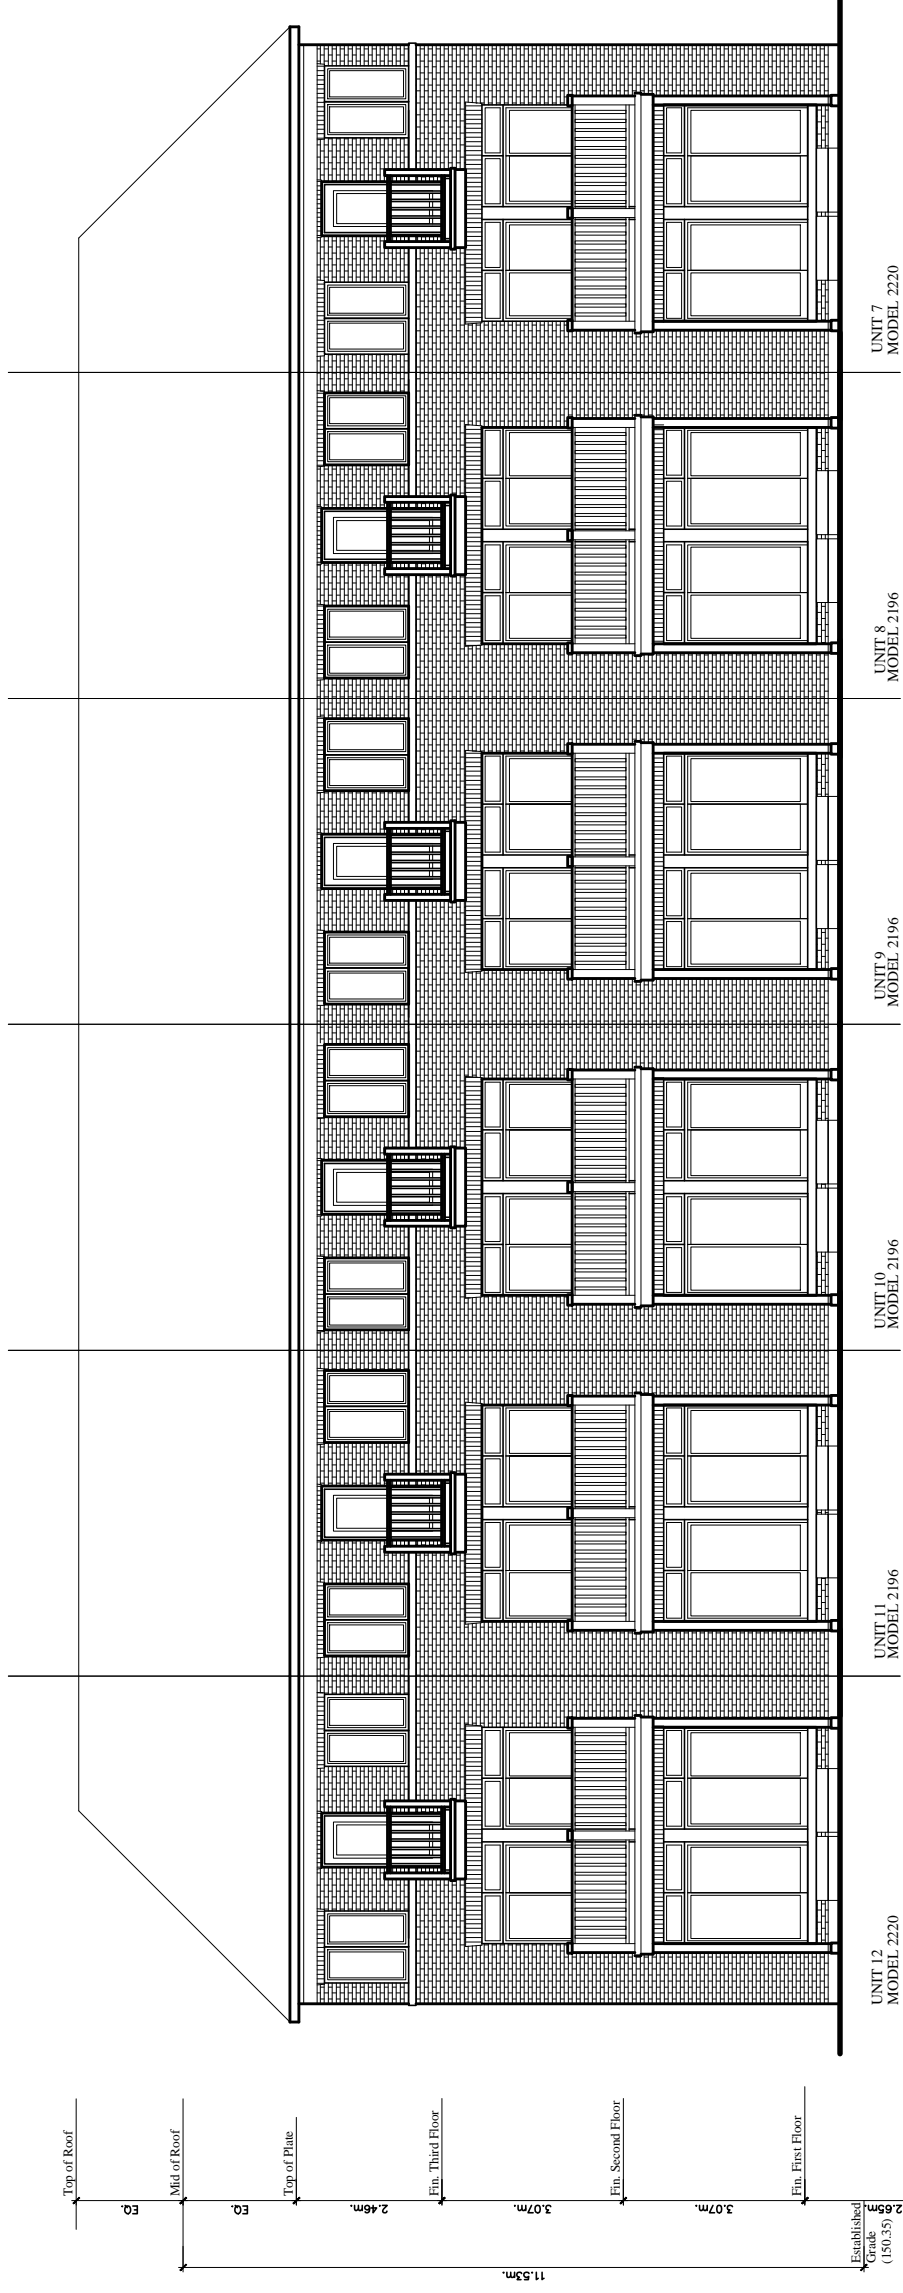 Top of Roof
EQ.
Mid of Roof
EQ.
Top of Plate
2.46m.
Fin. Third Floor
3.07m.
Fin. Second Floor
3.07m.
Fin. First Floor
2.65m.
Established
Grade
(150.35)
11.53m.
UNIT 12
MODEL 2220
UNIT 11
MODEL 2196
UNIT 10
MODEL 2196
UNIT 9
MODEL 2196
UNIT 8
MODEL 2196
UNIT 7
MODEL 2220